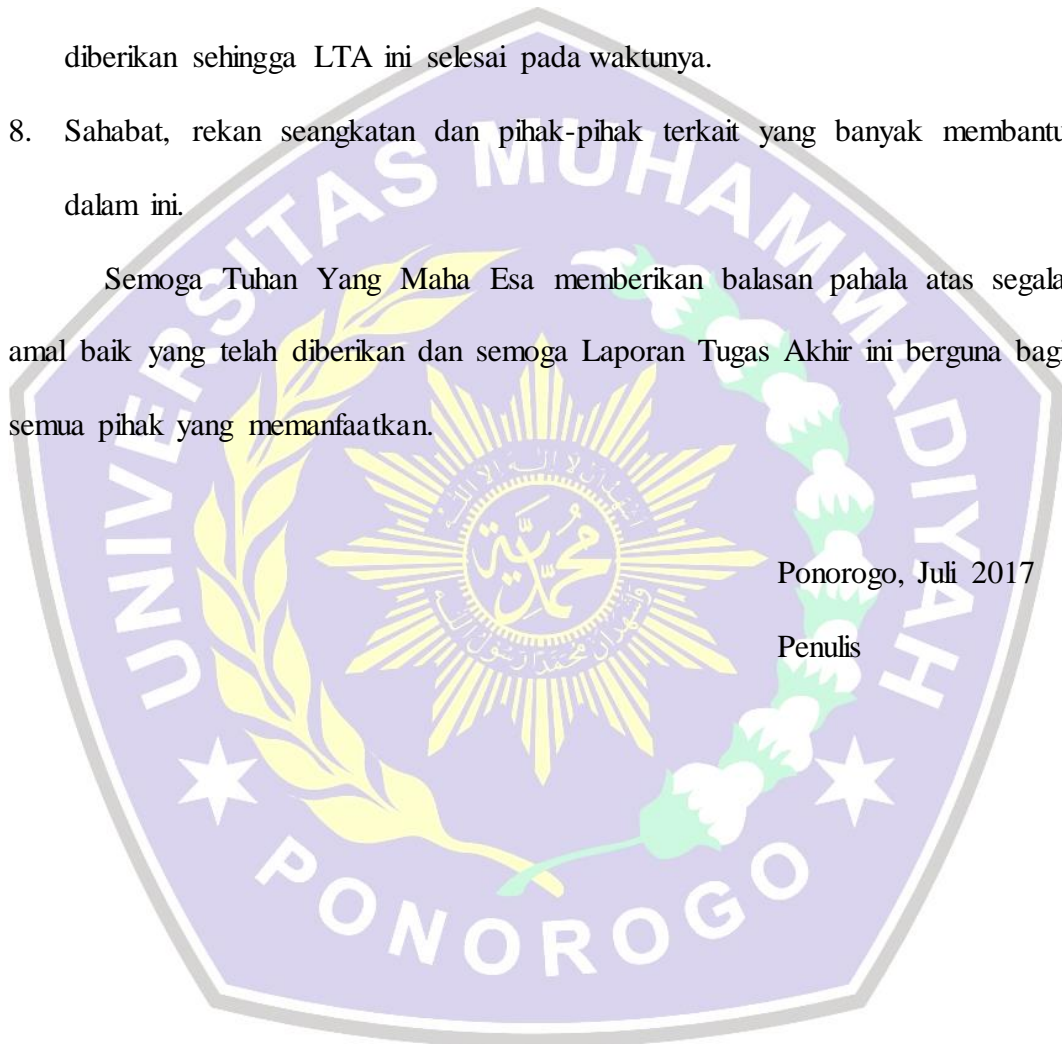 diberikan sehingga LTA ini selesai pada waktunya.
8. Sahabat, rekan seangkatan dan pihak-pihak terkait yang banyak membantu
dalam ini.
Semoga Tuhan Yang Maha Esa memberikan balasan pahala atas segala
amal baik yang telah diberikan dan semoga Laporan Tugas Akhir ini berguna bagi
semua pihak yang memanfaatkan.
Ponorogo, Juli 2017
Penulis
UNIVERSITAS MUHAMMADIYAH
PONOROGO
محمدية